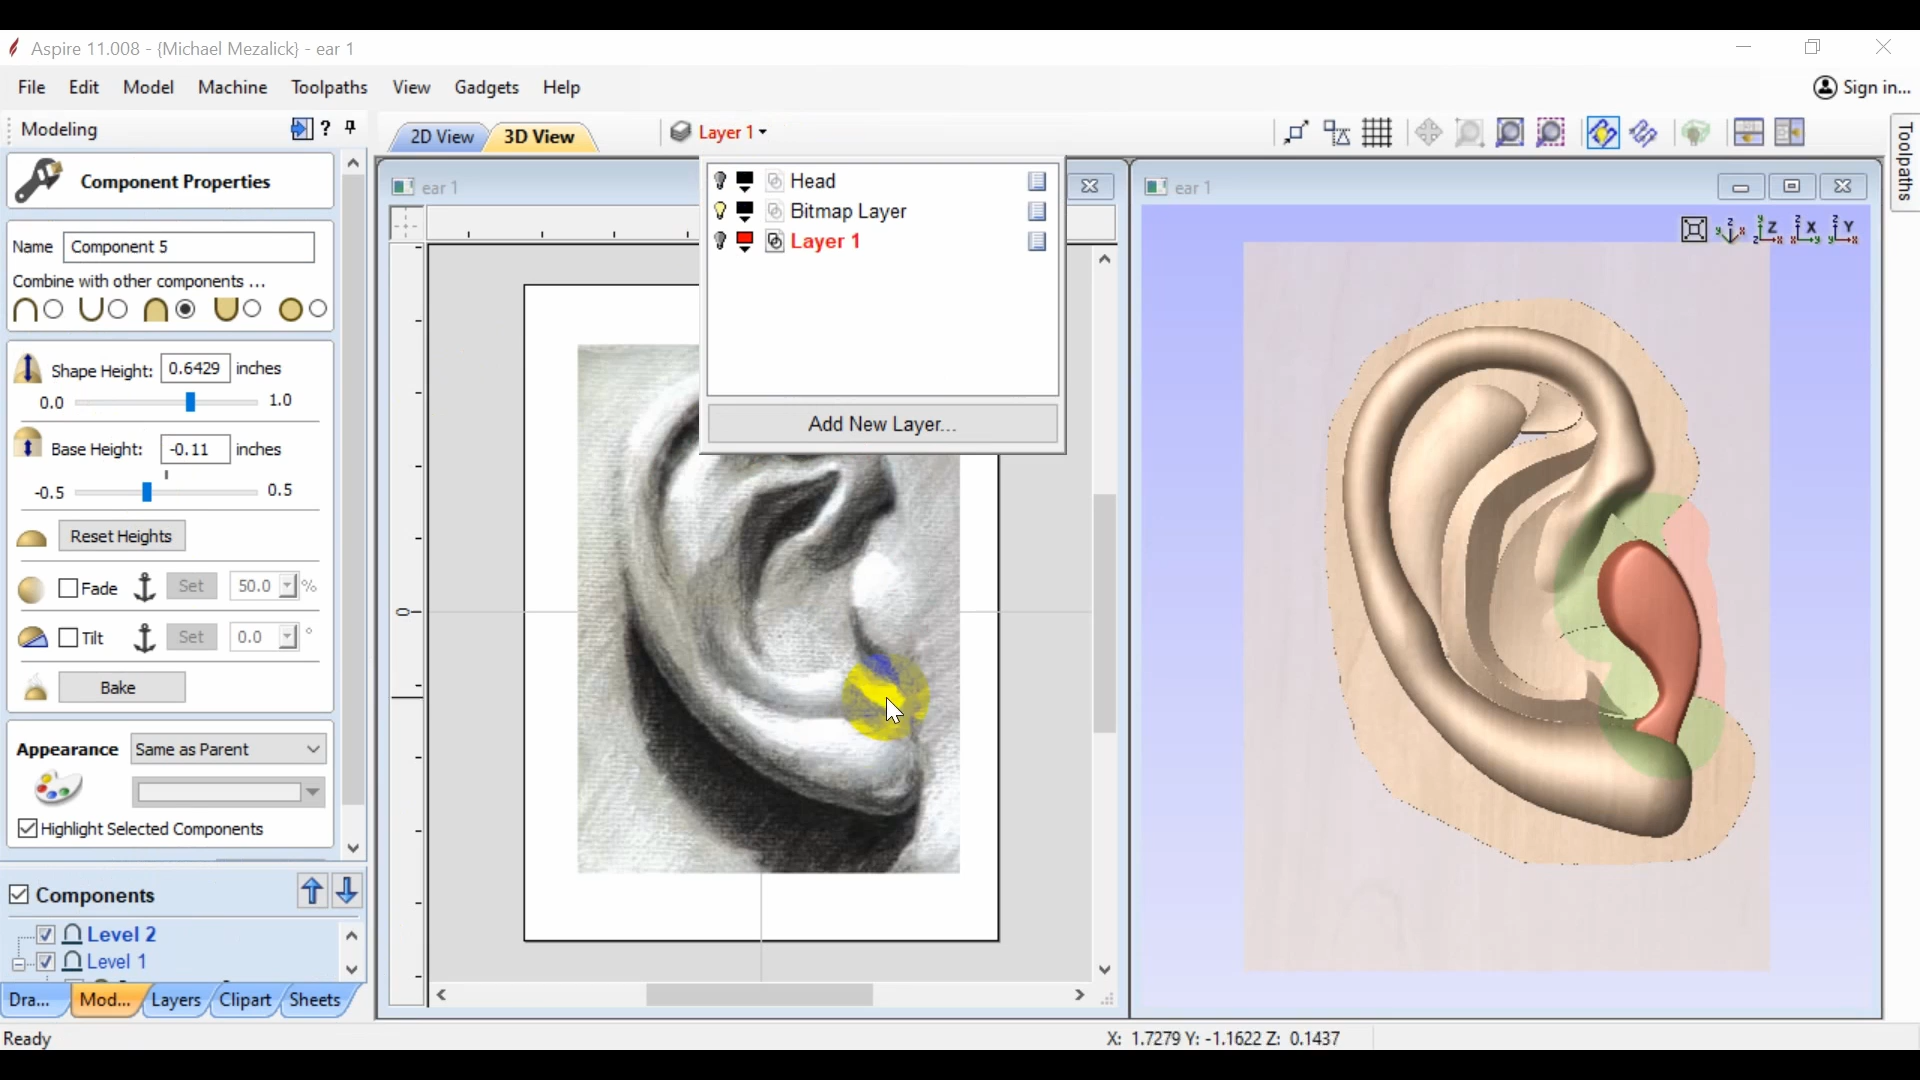 Aspire 11.008 - {Michael Mezalick} - ear 1
File Edit Model Machine Toolpaths View Gadgets Help
Sign in...
Modeling
?
2D View
3D View
Layer 1
Toolpaths
Component Properties
Name Component 5
Combine with other components ...
Shape Height: 0.6429 inches
0.0 1.0
Base Height: -0.11 inches
-0.5 0.5
Reset Heights
Fade Set 50.0 %
Tilt Set 0.0 °
Bake
Appearance Same as Parent
Highlight Selected Components
Components
Level 2
Level 1
Dra... Mod... Layers Clipart Sheets
ear 1
Head
Bitmap Layer
Layer 1
Add New Layer...
0
ear 1
Z X Y
Ready
X: 1.7279 Y: -1.1622 Z: 0.1437